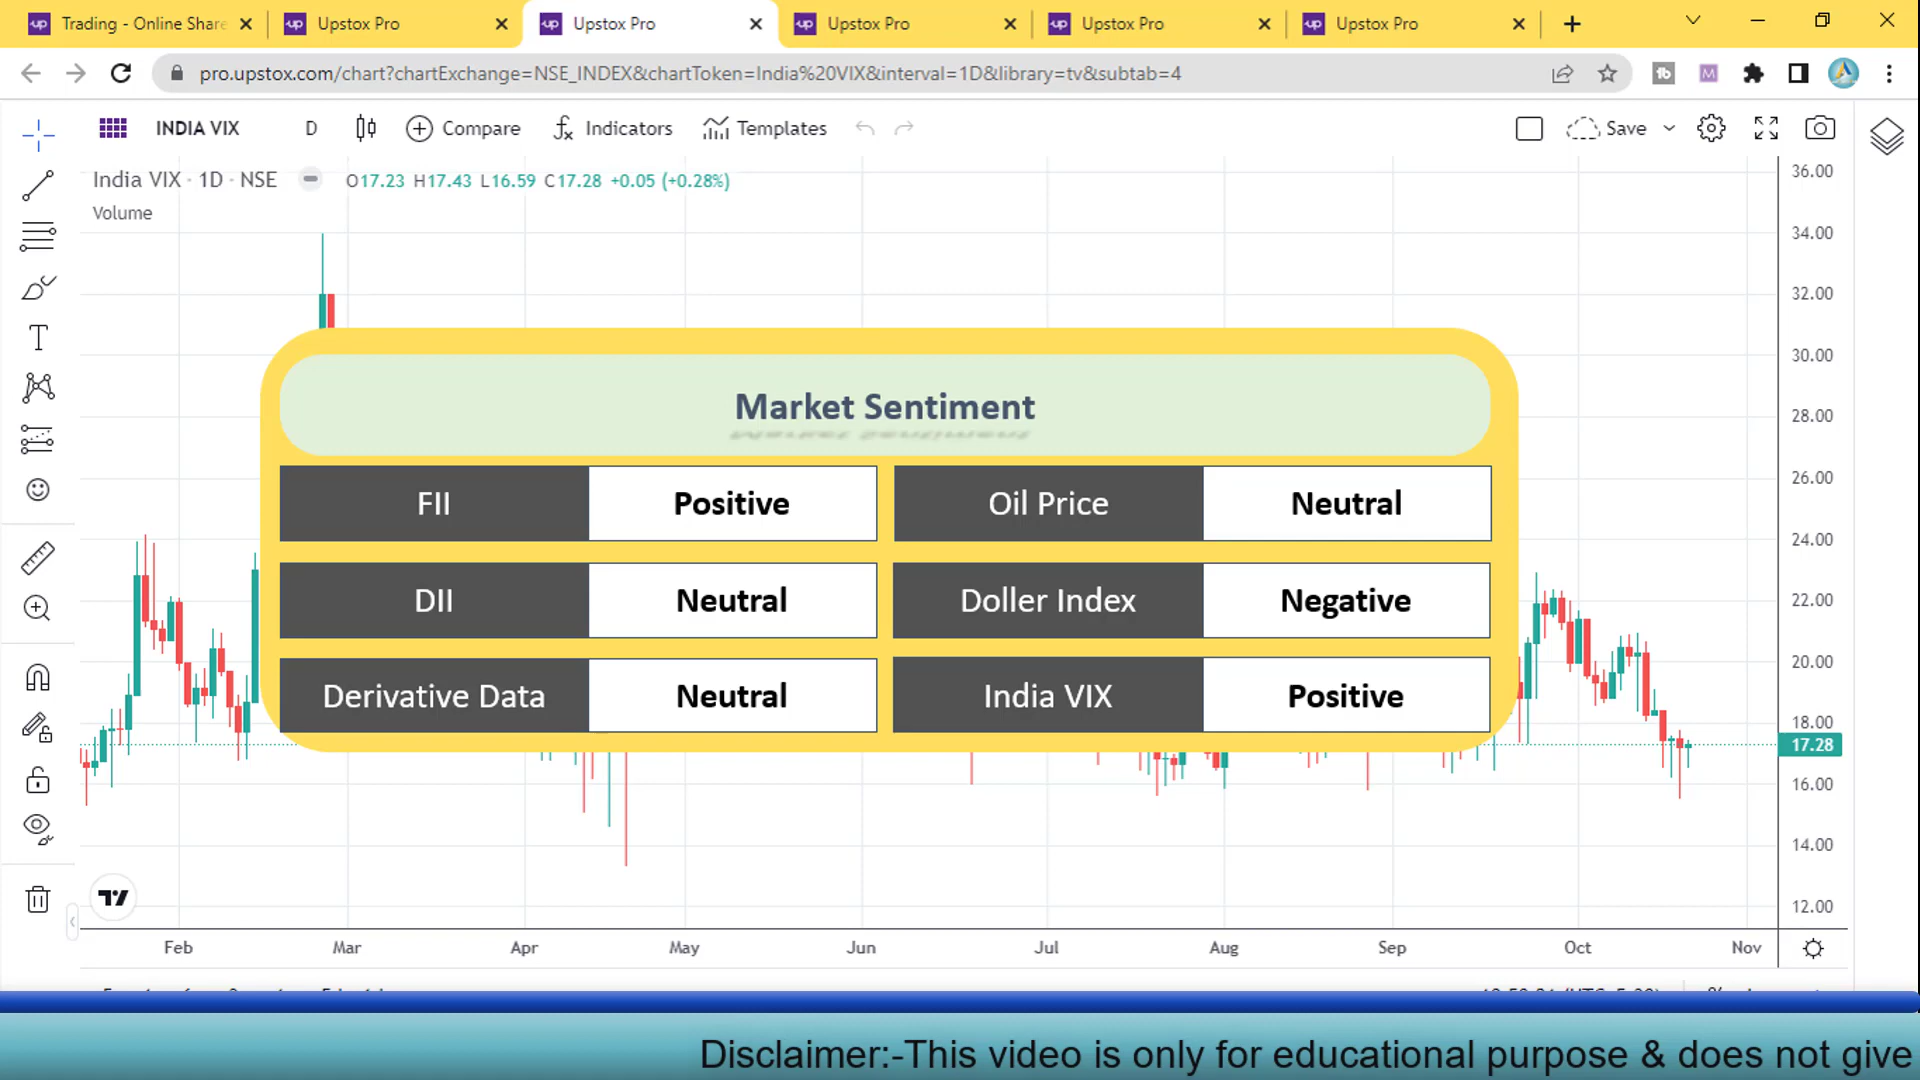 Trading - Online Share
Upstox Pro
Upstox Pro
Upstox Pro
Upstox Pro
Upstox Pro
pro.upstox.com/chart?chartExchange=NSE_INDEX&chartToken=India%20VIX&interval=1D&library=tv&subtab=4
INDIA VIX D Compare Indicators Templates Save
India VIX · 1D · NSE O17.23 H17.43 L16.59 C17.28 +0.05 (+0.28%)
Volume
36.00
34.00
32.00
30.00
28.00
26.00
24.00
22.00
20.00
18.00
17.28
16.00
14.00
12.00
Market Sentiment
FII Positive Oil Price Neutral
DII Neutral Doller Index Negative
Derivative Data Neutral India VIX Positive
Feb Mar Apr May Jun Jul Aug Sep Oct Nov
Disclaimer:-This video is only for educational purpose & does not give